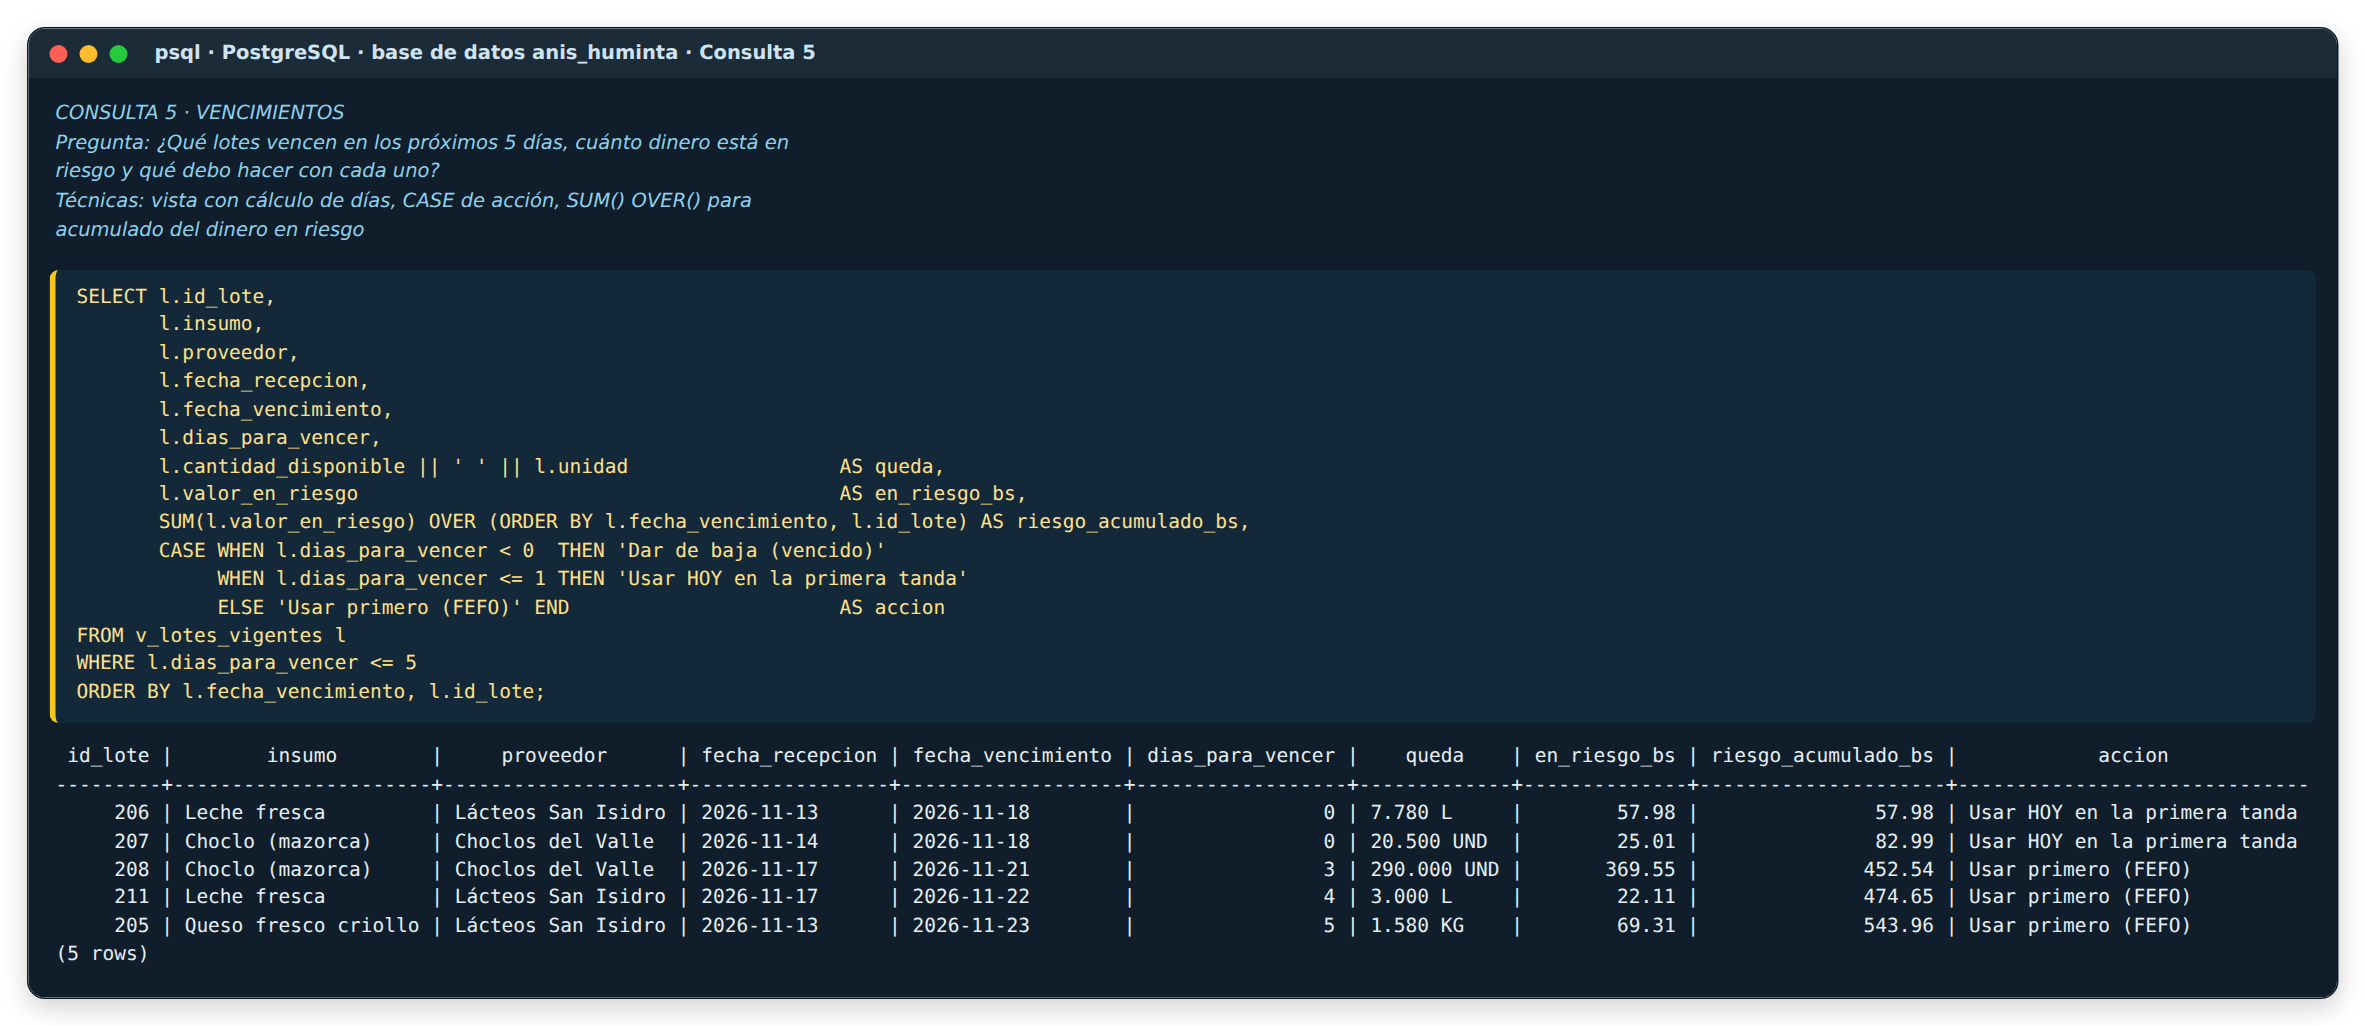 psql · PostgreSQL · base de datos anis_huminta · Consulta 5
CONSULTA 5 · VENCIMIENTOS
Pregunta: ¿Qué lotes vencen en los próximos 5 días, cuánto dinero está en
riesgo y qué debo hacer con cada uno?
Técnicas: vista con cálculo de días, CASE de acción, SUM() OVER() para
acumulado del dinero en riesgo
SELECT l.id_lote,
       l.insumo,
       l.proveedor,
       l.fecha_recepcion,
       l.fecha_vencimiento,
       l.dias_para_vencer,
       l.cantidad_disponible || ' ' || l.unidad                  AS queda,
       l.valor_en_riesgo                                         AS en_riesgo_bs,
       SUM(l.valor_en_riesgo) OVER (ORDER BY l.fecha_vencimiento, l.id_lote) AS riesgo_acumulado_bs,
       CASE WHEN l.dias_para_vencer < 0  THEN 'Dar de baja (vencido)'
            WHEN l.dias_para_vencer <= 1 THEN 'Usar HOY en la primera tanda'
            ELSE 'Usar primero (FEFO)' END                       AS accion
FROM v_lotes_vigentes l
WHERE l.dias_para_vencer <= 5
ORDER BY l.fecha_vencimiento, l.id_lote;
 id_lote |        insumo        |     proveedor      | fecha_recepcion | fecha_vencimiento | dias_para_vencer |    queda    | en_riesgo_bs | riesgo_acumulado_bs |            accion
---------+----------------------+--------------------+-----------------+-------------------+------------------+-------------+--------------+---------------------+------------------------------
     206 | Leche fresca         | Lácteos San Isidro | 2026-11-13      | 2026-11-18        |                0 | 7.780 L     |        57.98 |               57.98 | Usar HOY en la primera tanda
     207 | Choclo (mazorca)     | Choclos del Valle  | 2026-11-14      | 2026-11-18        |                0 | 20.500 UND  |        25.01 |               82.99 | Usar HOY en la primera tanda
     208 | Choclo (mazorca)     | Choclos del Valle  | 2026-11-17      | 2026-11-21        |                3 | 290.000 UND |       369.55 |              452.54 | Usar primero (FEFO)
     211 | Leche fresca         | Lácteos San Isidro | 2026-11-17      | 2026-11-22        |                4 | 3.000 L     |        22.11 |              474.65 | Usar primero (FEFO)
     205 | Queso fresco criollo | Lácteos San Isidro | 2026-11-13      | 2026-11-23        |                5 | 1.580 KG    |        69.31 |              543.96 | Usar primero (FEFO)
(5 rows)